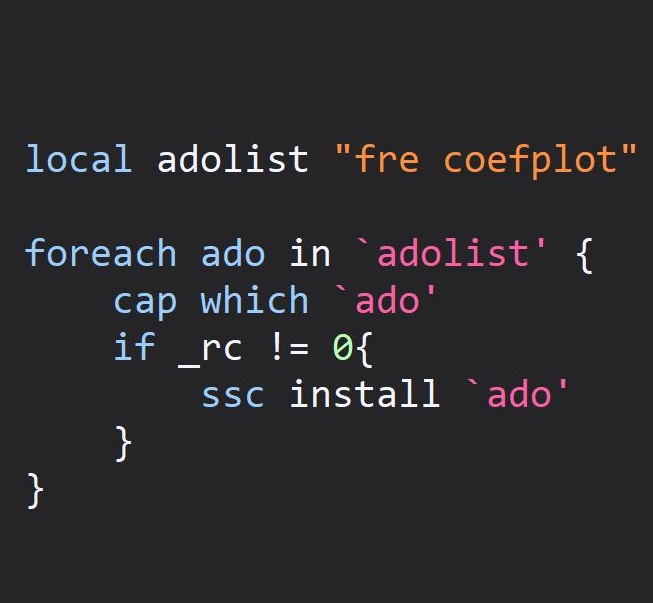 local adolist "fre coefplot"
foreach ado in `adolist' {
    cap which `ado'
    if _rc != 0{
        ssc install `ado'
    }
}